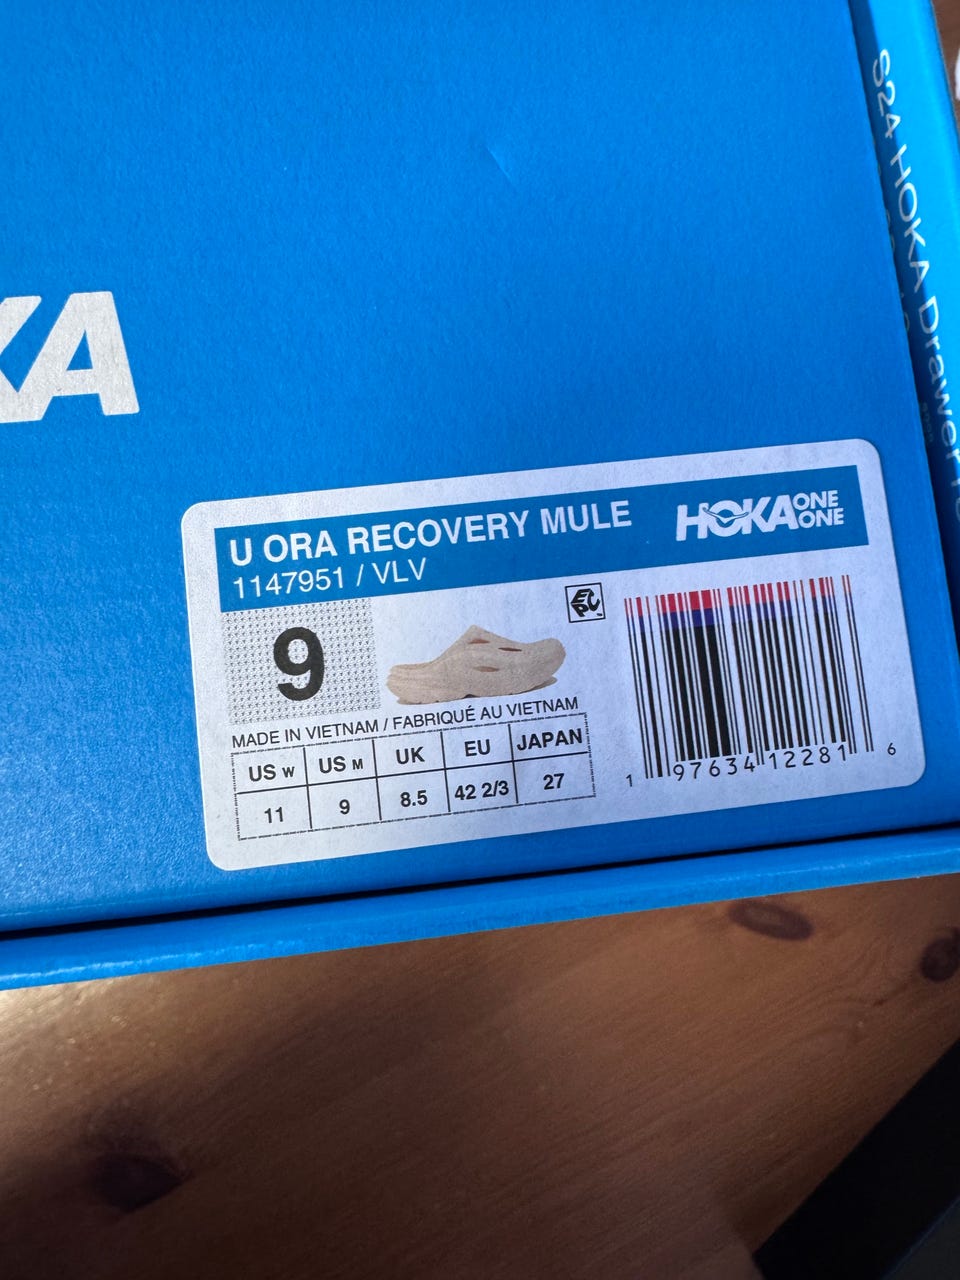 KA
S24 HOKA Drawer
U ORA RECOVERY MULE
1147951 / VLV
HOKA ONE ONE
9
MADE IN VIETNAM / FABRIQUÉ AU VIETNAM
US W US M UK EU JAPAN
11 9 8.5 42 2/3 27
1 97634 12281 6